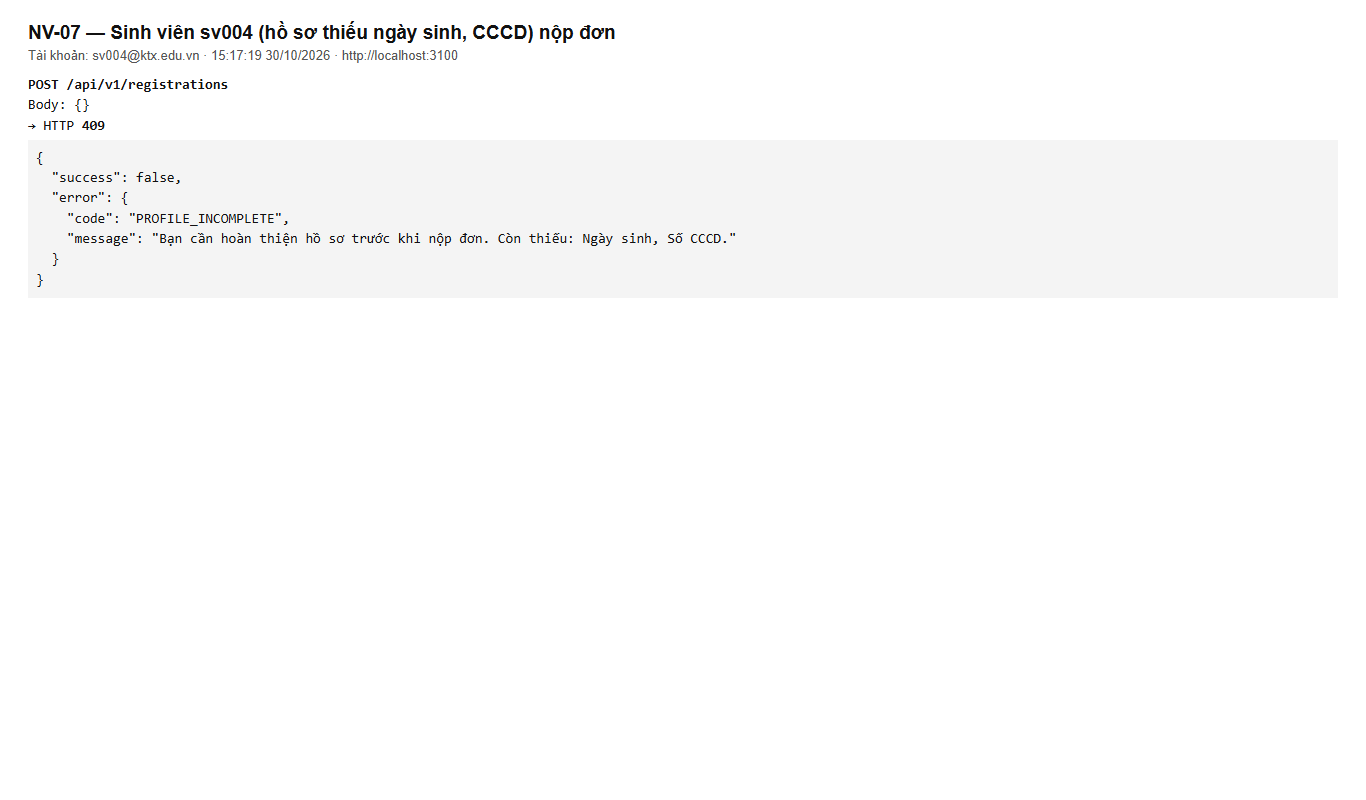 NV-07 — Sinh viên sv004 (hồ sơ thiếu ngày sinh, CCCD) nộp đơn
Tài khoản: sv004@ktx.edu.vn · 15:17:19 30/10/2026 · http://localhost:3100
POST /api/v1/registrations
Body: {}
→ HTTP 409
{
  "success": false,
  "error": {
    "code": "PROFILE_INCOMPLETE",
    "message": "Bạn cần hoàn thiện hồ sơ trước khi nộp đơn. Còn thiếu: Ngày sinh, Số CCCD."
  }
}